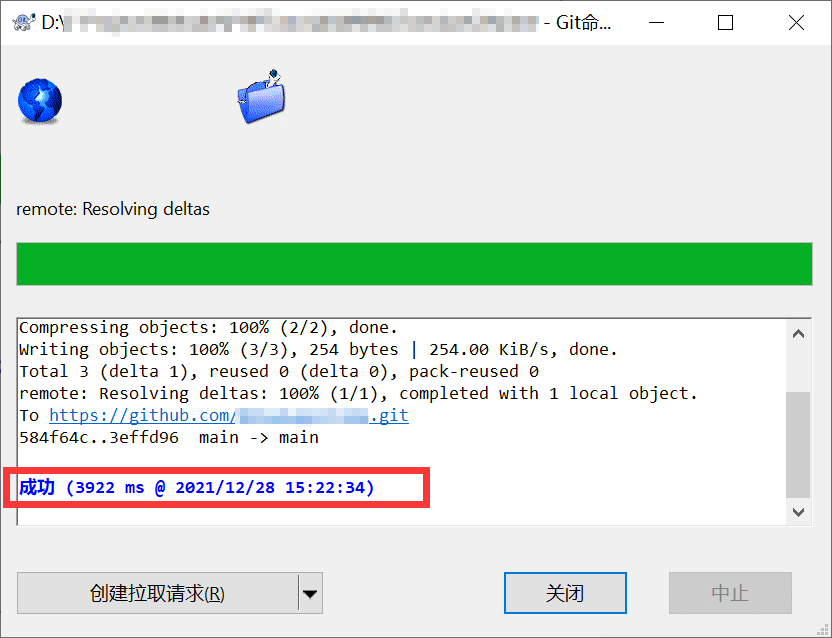 D:\ - Git命...
remote: Resolving deltas
Compressing objects: 100% (2/2), done.
Writing objects: 100% (3/3), 254 bytes | 254.00 KiB/s, done.
Total 3 (delta 1), reused 0 (delta 0), pack-reused 0
remote: Resolving deltas: 100% (1/1), completed with 1 local object.
To https://github.com/ .git
584f64c..3effd96  main -> main
成功 (3922 ms @ 2021/12/28 15:22:34)
创建拉取请求(R)
关闭
中止